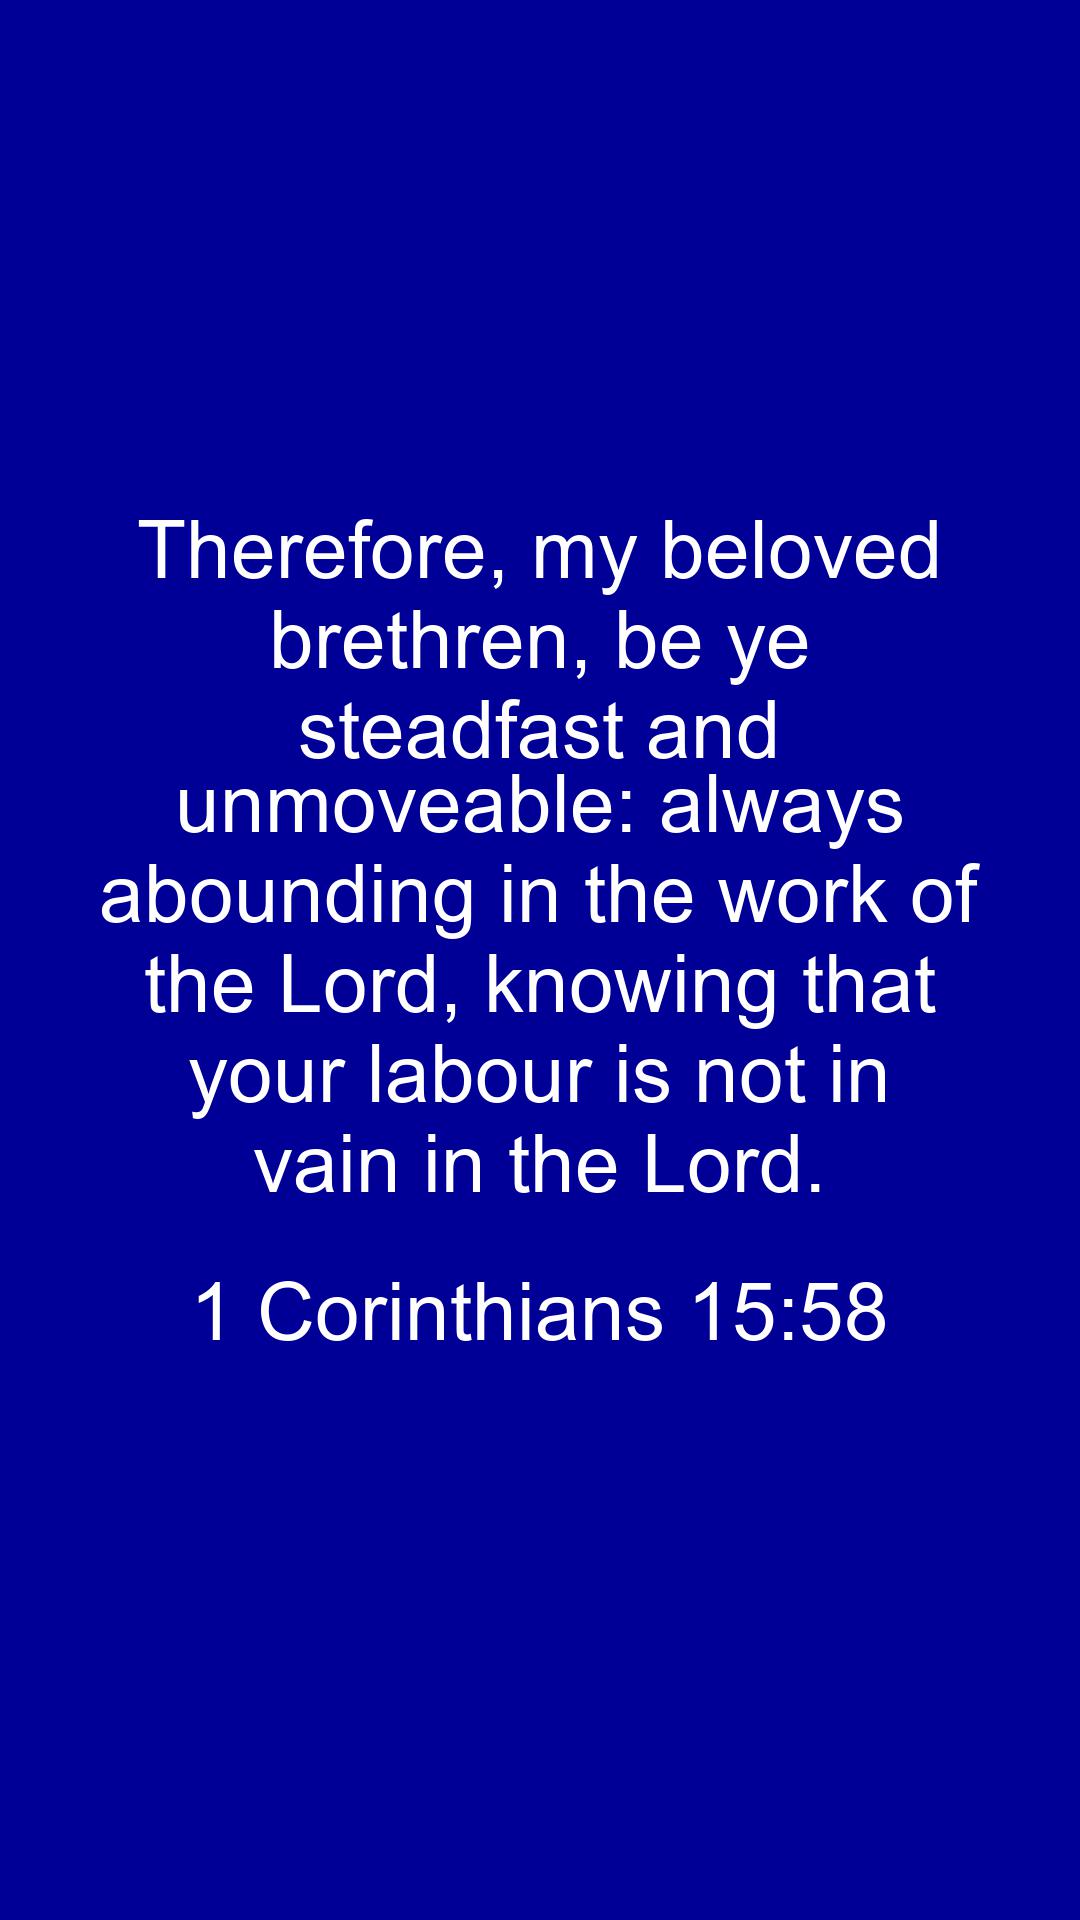 Therefore, my beloved
brethren, be ye
steadfast and
unmoveable: always
abounding in the work of
the Lord, knowing that
your labour is not in
vain in the Lord.
1 Corinthians 15:58